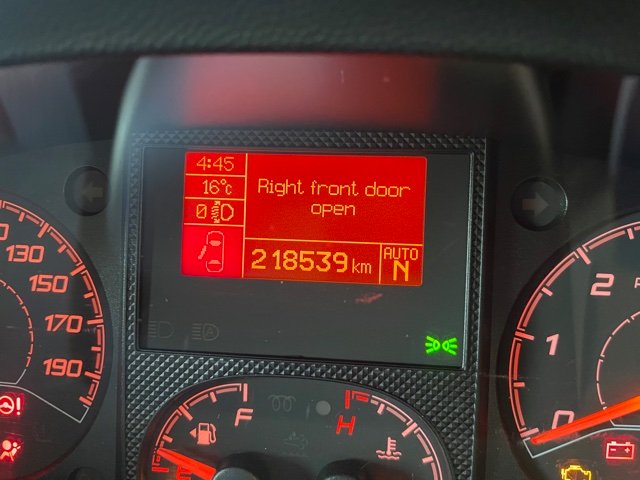 4:45
16°c
Right front door
open
0
218539 km
AUTO
N
130
150
170
190
F
H
2
1
0